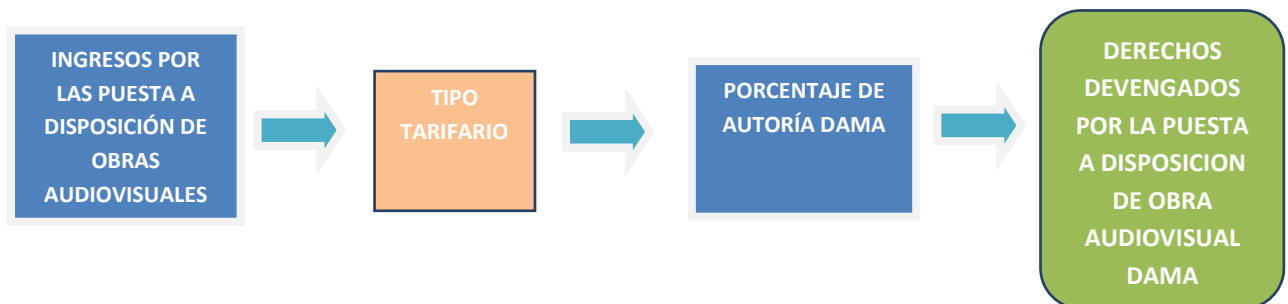 INGRESOS POR
LAS PUESTA A
DISPOSICIÓN DE
OBRAS
AUDIOVISUALES
TIPO
TARIFARIO
PORCENTAJE DE
AUTORÍA DAMA
DERECHOS
DEVENGADOS
POR LA PUESTA
A DISPOSICION
DE OBRA
AUDIOVISUAL
DAMA